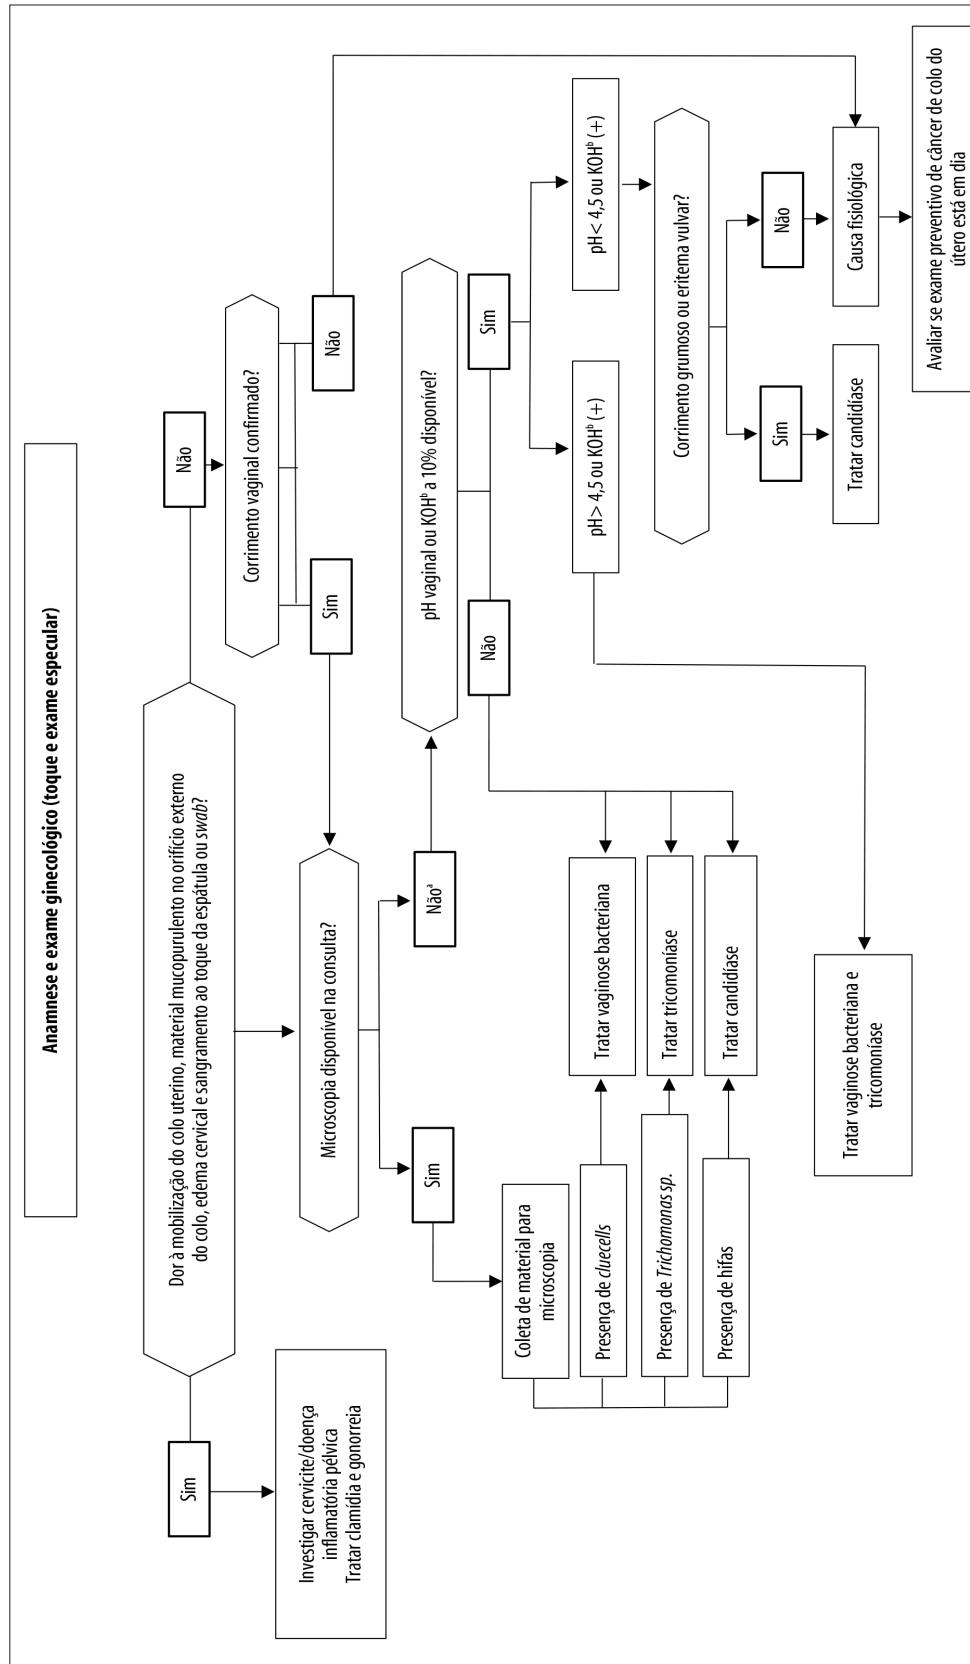 Anamnese e exame ginecológico (toque e exame especular)
Dor à mobilização do colo uterino, material mucopurulento no orifício externo
do colo, edema cervical e sangramento ao toque da espátula ou swab?
Sim
Não
Investigar cervicite/doença
inflamatória pélvica
Tratar clamídia e gonorreia
Corrimento vaginal confirmado?
Sim
Não
Microscopia disponível na consulta?
Sim
Nãoᵃ
pH vaginal ou KOHᵇ a 10% disponível?
Não
Sim
Coleta de material para
microscopia
Presença de cluecells
Presença de Trichomonas sp.
Presença de hifas
Tratar vaginose bacteriana
Tratar tricomoníase
Tratar candidíase
pH > 4,5 ou KOHᵇ (+)
pH < 4,5 ou KOHᵇ (+)
Corrimento grumoso ou eritema vulvar?
Sim
Não
Tratar candidíase
Causa fisiológica
Tratar vaginose bacteriana e
tricomoníase
Avaliar se exame preventivo de câncer de colo do
útero está em dia